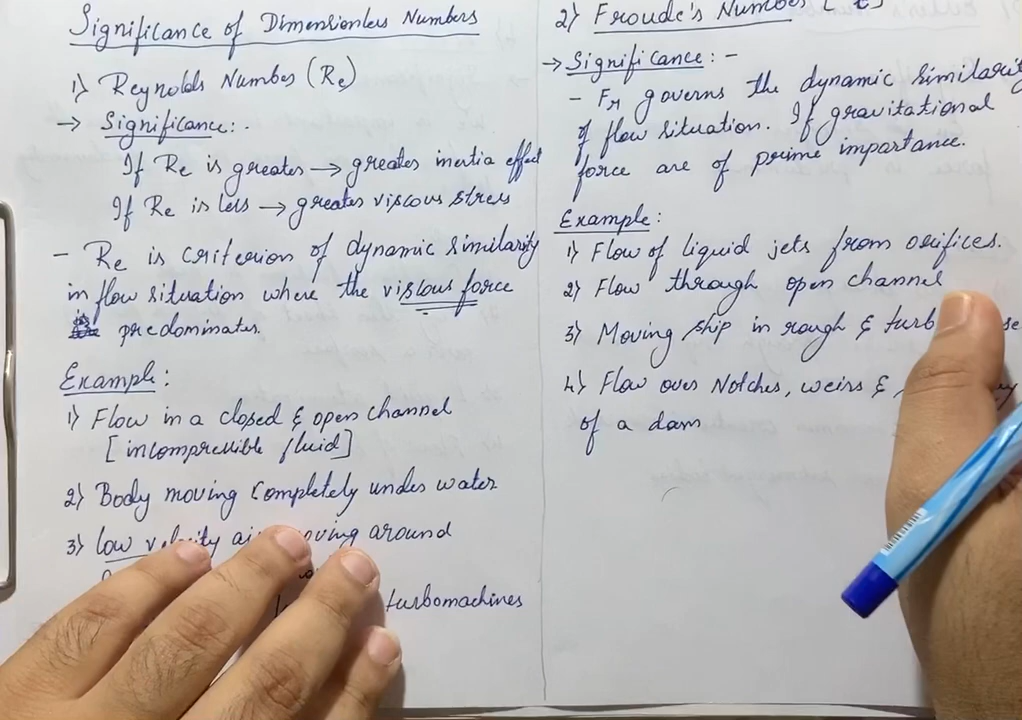 Significance of Dimensionless Numbers
1) Reynolds Number (Re)
→ Significance:-
If Re is greater → greater inertia effect
If Re is less → greater viscous stress
- Re is criterion of dynamic similarity
in flow situation where the viscous force
predominates.
Example:
1) Flow in a closed & open channel
[incompressible fluid]
2) Body moving completely under water
3) low velocity air moving around
turbomachines
2) Froude's Number
→ Significance:-
- Fr governs the dynamic similarity
of flow situation. If gravitational
force are of prime importance.
Example:
1) Flow of liquid jets from orifices.
2) Flow through open channel
3) Moving ship in rough & turb
4) Flow over Notches, weirs &
of a dam